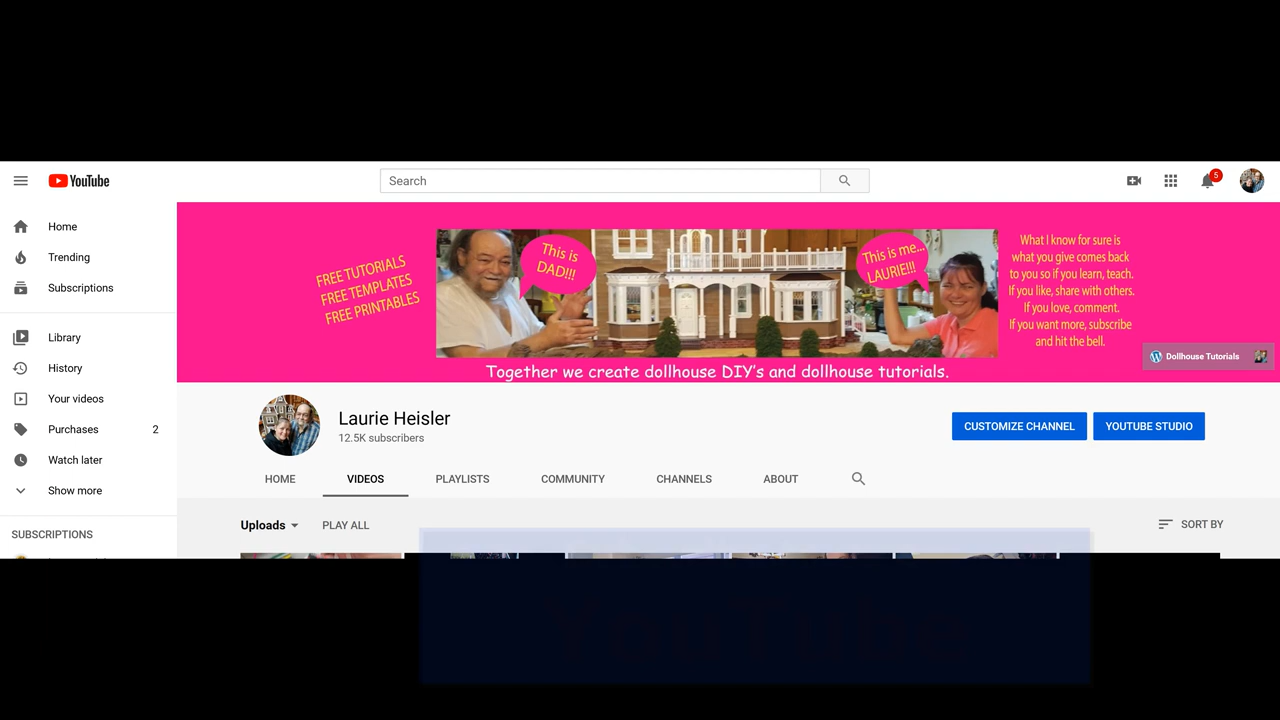 YouTube
Search
5
Home
Trending
Subscriptions
Library
History
Your videos
Purchases 2
Watch later
Show more
SUBSCRIPTIONS
FREE TUTORIALS
FREE TEMPLATES
FREE PRINTABLES
This is
DAD!!!
This is me...
LAURIE!!!
What I know for sure is
what you give comes back
to you so if you learn, teach.
If you like, share with others.
If you love, comment.
If you want more, subscribe
and hit the bell.
Dollhouse Tutorials
Together we create dollhouse DIY's and dollhouse tutorials.
Laurie Heisler
12.5K subscribers
CUSTOMIZE CHANNEL
YOUTUBE STUDIO
HOME VIDEOS PLAYLISTS COMMUNITY CHANNELS ABOUT
Uploads PLAY ALL SORT BY
YouTube